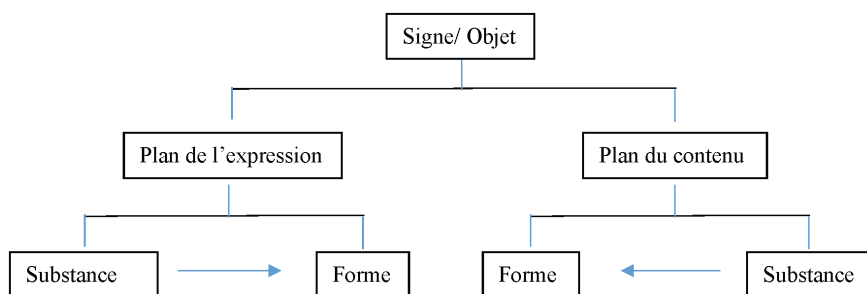 Signe/ Objet
Plan de l’expression
Plan du contenu
Substance
Forme
Forme
Substance